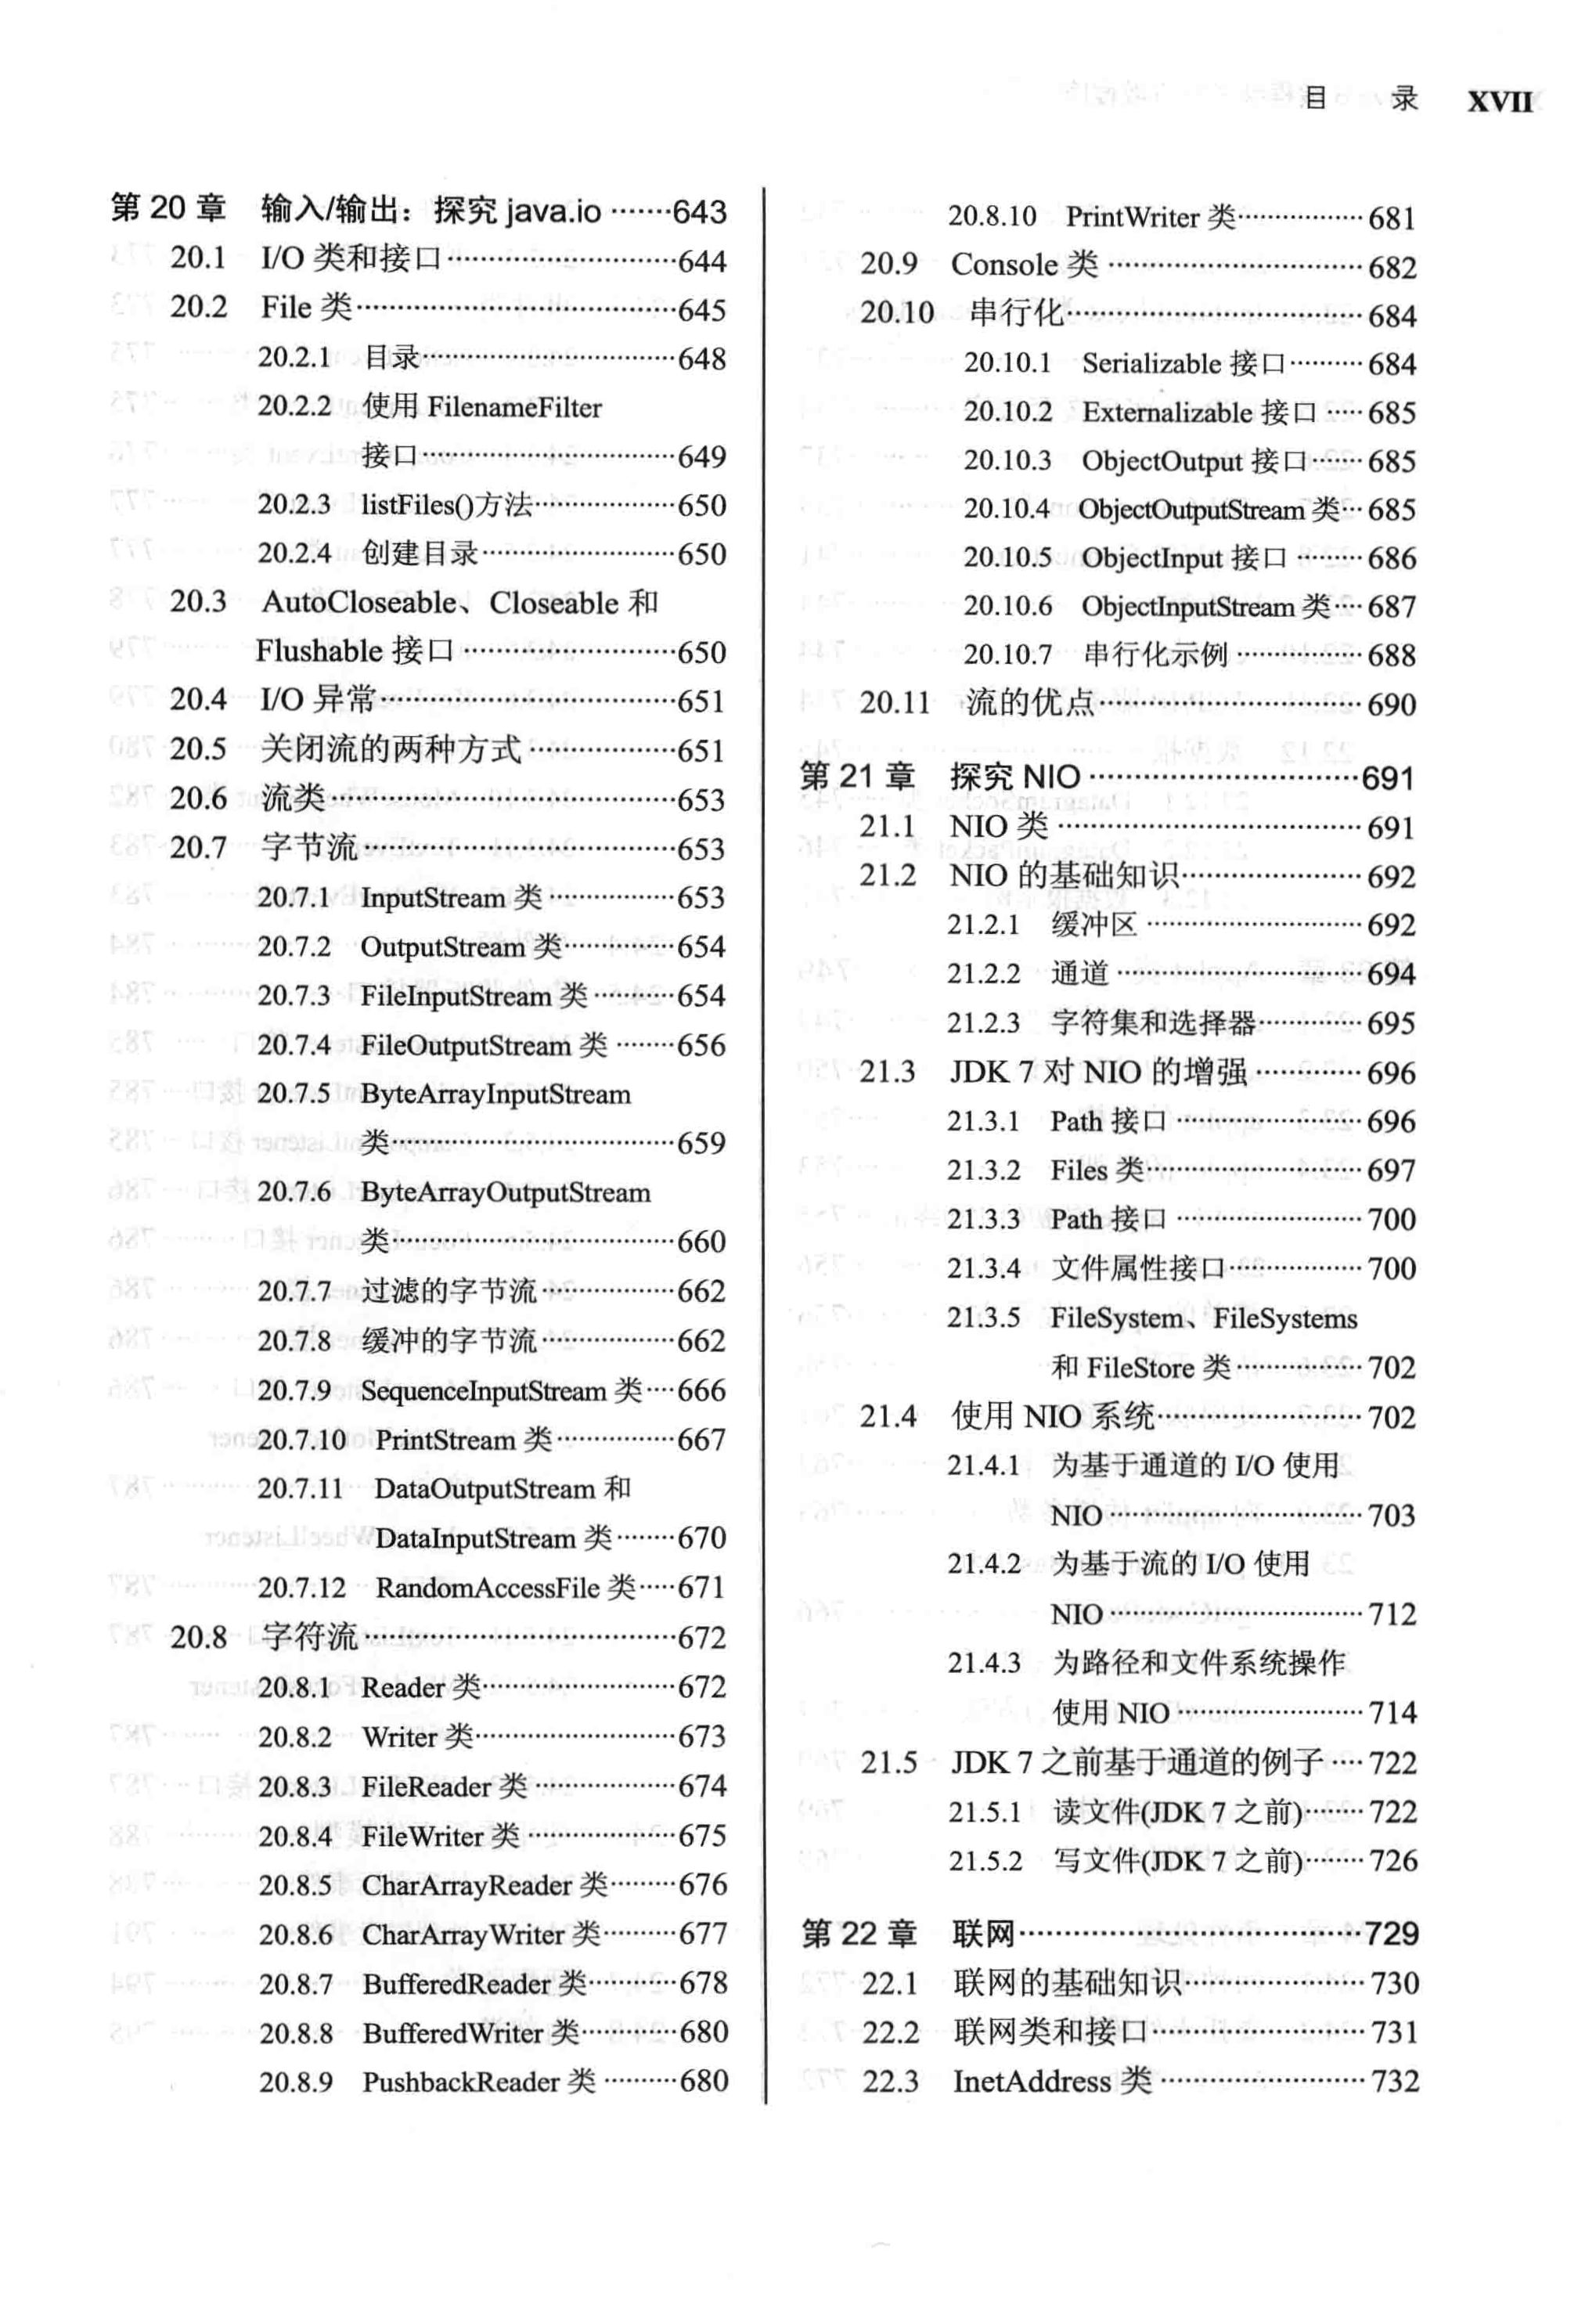 目 录 XVII
第 20 章 输入/输出：探究 java.io ·······643
20.1 I/O 类和接口 ·························644
20.2 File 类···································645
20.2.1 目录···························648
20.2.2 使用 FilenameFilter
接口···························649
20.2.3 listFiles()方法···············650
20.2.4 创建目录·····················650
20.3 AutoCloseable、Closeable 和
Flushable 接口 ·······················650
20.4 I/O 异常································651
20.5 关闭流的两种方式 ················651
20.6 流类·····································653
20.7 字节流··································653
20.7.1 InputStream 类··············653
20.7.2 OutputStream 类············654
20.7.3 FileInputStream 类·········654
20.7.4 FileOutputStream 类·······656
20.7.5 ByteArrayInputStream
类·······························659
20.7.6 ByteArrayOutputStream
类·······························660
20.7.7 过滤的字节流··············662
20.7.8 缓冲的字节流··············662
20.7.9 SequenceInputStream 类····666
20.7.10 PrintStream 类·············667
20.7.11 DataOutputStream 和
DataInputStream 类·······670
20.7.12 RandomAccessFile 类·····671
20.8 字符流··································672
20.8.1 Reader 类·····················672
20.8.2 Writer 类······················673
20.8.3 FileReader 类················674
20.8.4 FileWriter 类·················675
20.8.5 CharArrayReader 类········676
20.8.6 CharArrayWriter 类·········677
20.8.7 BufferedReader 类··········678
20.8.8 BufferedWriter 类···········680
20.8.9 PushbackReader 类·········680
20.8.10 PrintWriter 类··············681
20.9 Console 类 ···························682
20.10 串行化·································684
20.10.1 Serializable 接口·········684
20.10.2 Externalizable 接口 ·····685
20.10.3 ObjectOutput 接口·······685
20.10.4 ObjectOutputStream 类···685
20.10.5 ObjectInput 接口 ········686
20.10.6 ObjectInputStream 类····687
20.10.7 串行化示例 ··············688
20.11 流的优点·····························690
第 21 章 探究 NIO ···························691
21.1 NIO 类 ·································691
21.2 NIO 的基础知识····················692
21.2.1 缓冲区 ························692
21.2.2 通道 ···························694
21.2.3 字符集和选择器···········695
21.3 JDK 7 对 NIO 的增强 ············696
21.3.1 Path 接口 ····················696
21.3.2 Files 类························697
21.3.3 Path 接口 ····················700
21.3.4 文件属性接口··············700
21.3.5 FileSystem、FileSystems
和 FileStore 类··············702
21.4 使用 NIO 系统······················702
21.4.1 为基于通道的 I/O 使用
NIO ····························703
21.4.2 为基于流的 I/O 使用
NIO ····························712
21.4.3 为路径和文件系统操作
使用 NIO ····················714
21.5 JDK 7 之前基于通道的例子 ····722
21.5.1 读文件(JDK 7 之前)·······722
21.5.2 写文件(JDK 7 之前)·······726
第 22 章 联网··································729
22.1 联网的基础知识····················730
22.2 联网类和接口·······················731
22.3 InetAddress 类 ······················732